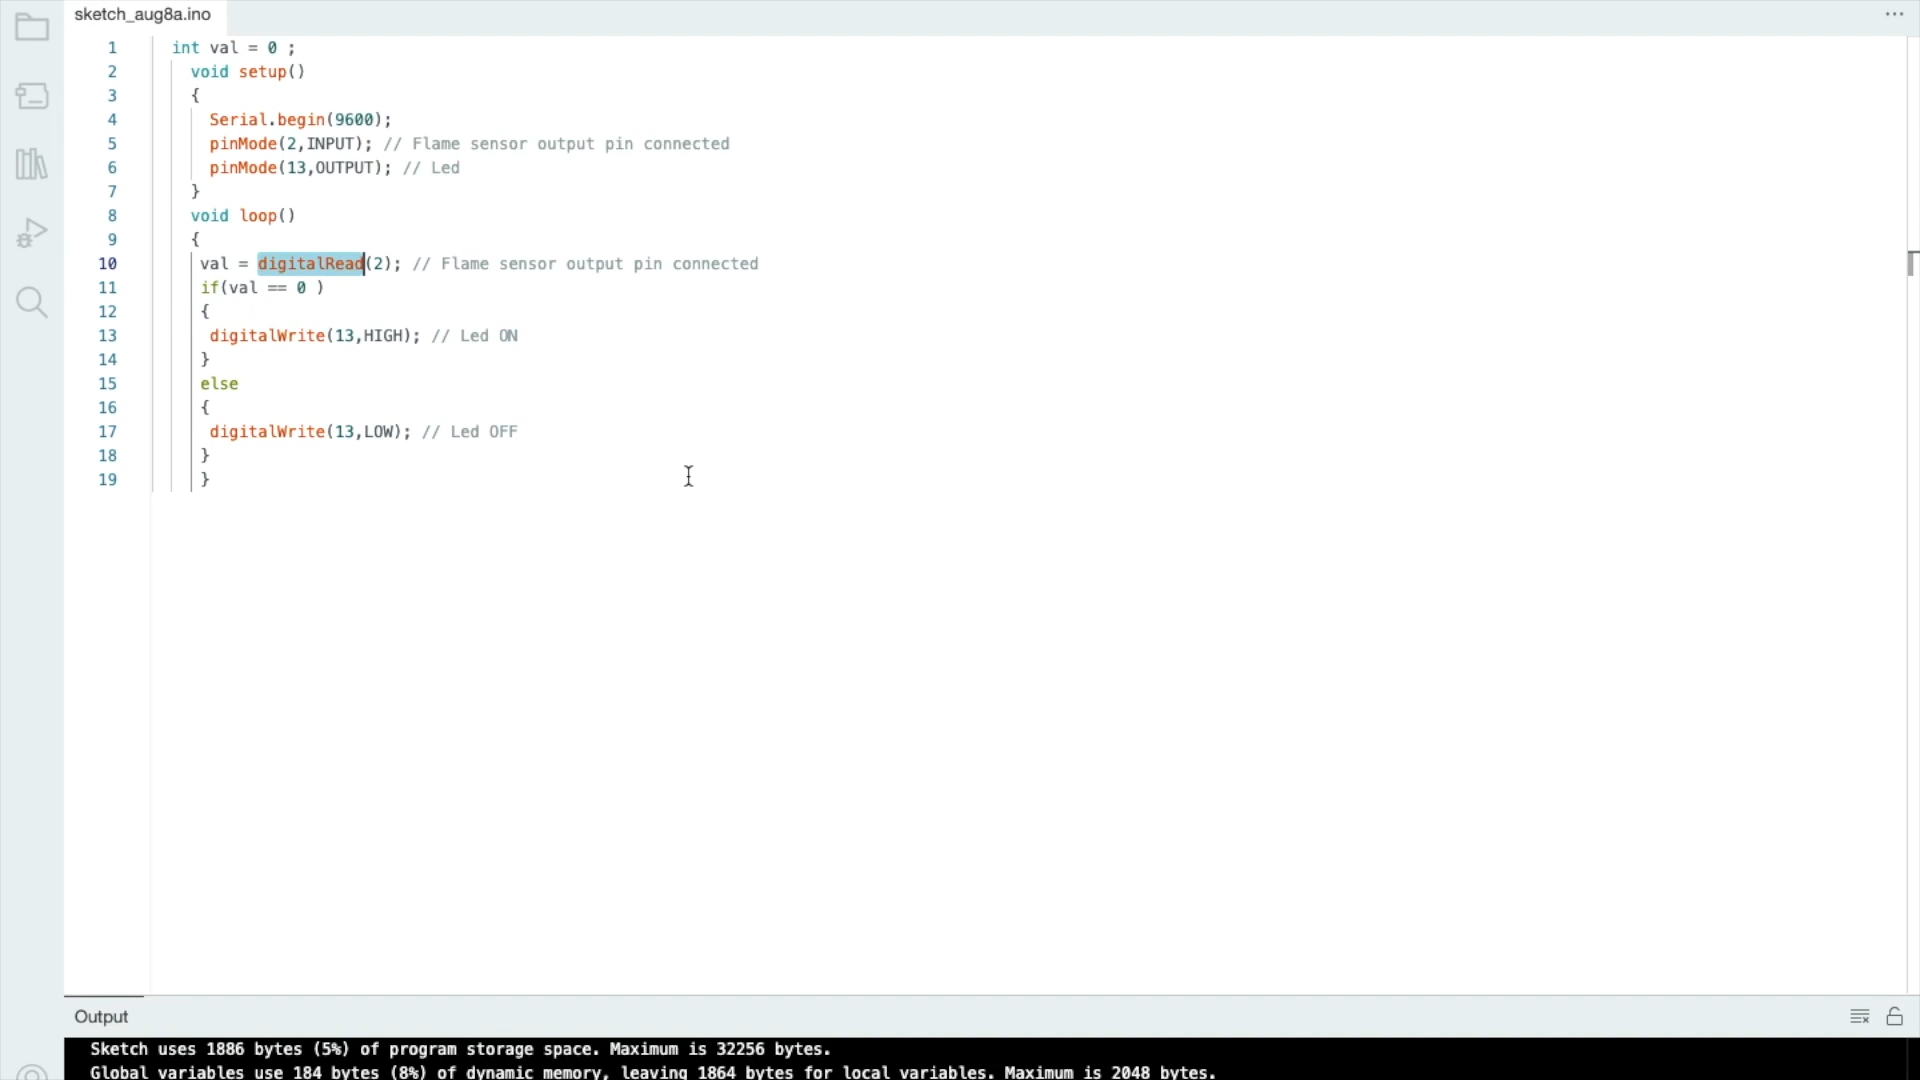 sketch_aug8a.ino
1 int val = 0 ;
2 void setup()
3 {
4 Serial.begin(9600);
5 pinMode(2,INPUT); // Flame sensor output pin connected
6 pinMode(13,OUTPUT); // Led
7 }
8 void loop()
9 {
10 val = digitalRead(2); // Flame sensor output pin connected
11 if(val == 0 )
12 {
13 digitalWrite(13,HIGH); // Led ON
14 }
15 else
16 {
17 digitalWrite(13,LOW); // Led OFF
18 }
19 }
Output
Sketch uses 1886 bytes (5%) of program storage space. Maximum is 32256 bytes.
Global variables use 184 bytes (8%) of dynamic memory, leaving 1864 bytes for local variables. Maximum is 2048 bytes.